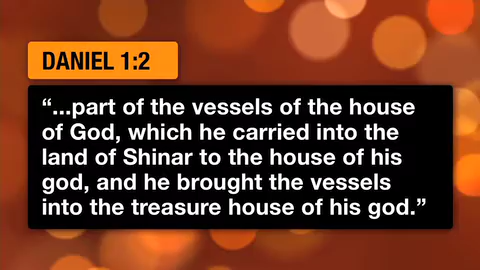 DANIEL 1:2
“...part of the vessels of the house
of God, which he carried into the
land of Shinar to the house of his
god, and he brought the vessels
into the treasure house of his god.”